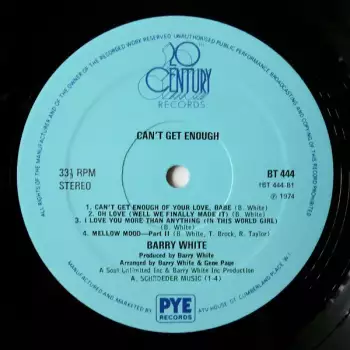 ALL RIGHTS OF THE MANUFACTURER AND OF THE OWNER OF THE RECORDED WORK RESERVED UNAUTHORISED PUBLIC PERFORMANCE, BROADCASTING AND COPYING OF THIS RECORD PROHIBITED
20th
CENTURY
RECORDS
CAN'T GET ENOUGH
33⅓ RPM
STEREO
BT 444
(BT 444-B)
℗ 1974
1. CAN'T GET ENOUGH OF YOUR LOVE, BABE (B. White)
2. OH LOVE (WELL WE FINALLY MADE IT) (B. White)
3. I LOVE YOU MORE THAN ANYTHING (IN THIS WORLD GIRL)
(B. White)
4. MELLOW MOOD—Part II (B. White, T. Brock, R. Taylor)
BARRY WHITE
Produced by Barry White
Arranged by Barry White & Gene Page
A Soul Unlimited Inc & Barry White Inc Production
A. SCHROEDER MUSIC (1-4)
MANUFACTURED AND MARKETED BY
PYE
RECORDS
ATV HOUSE, GT. CUMBERLAND PLACE, W.1